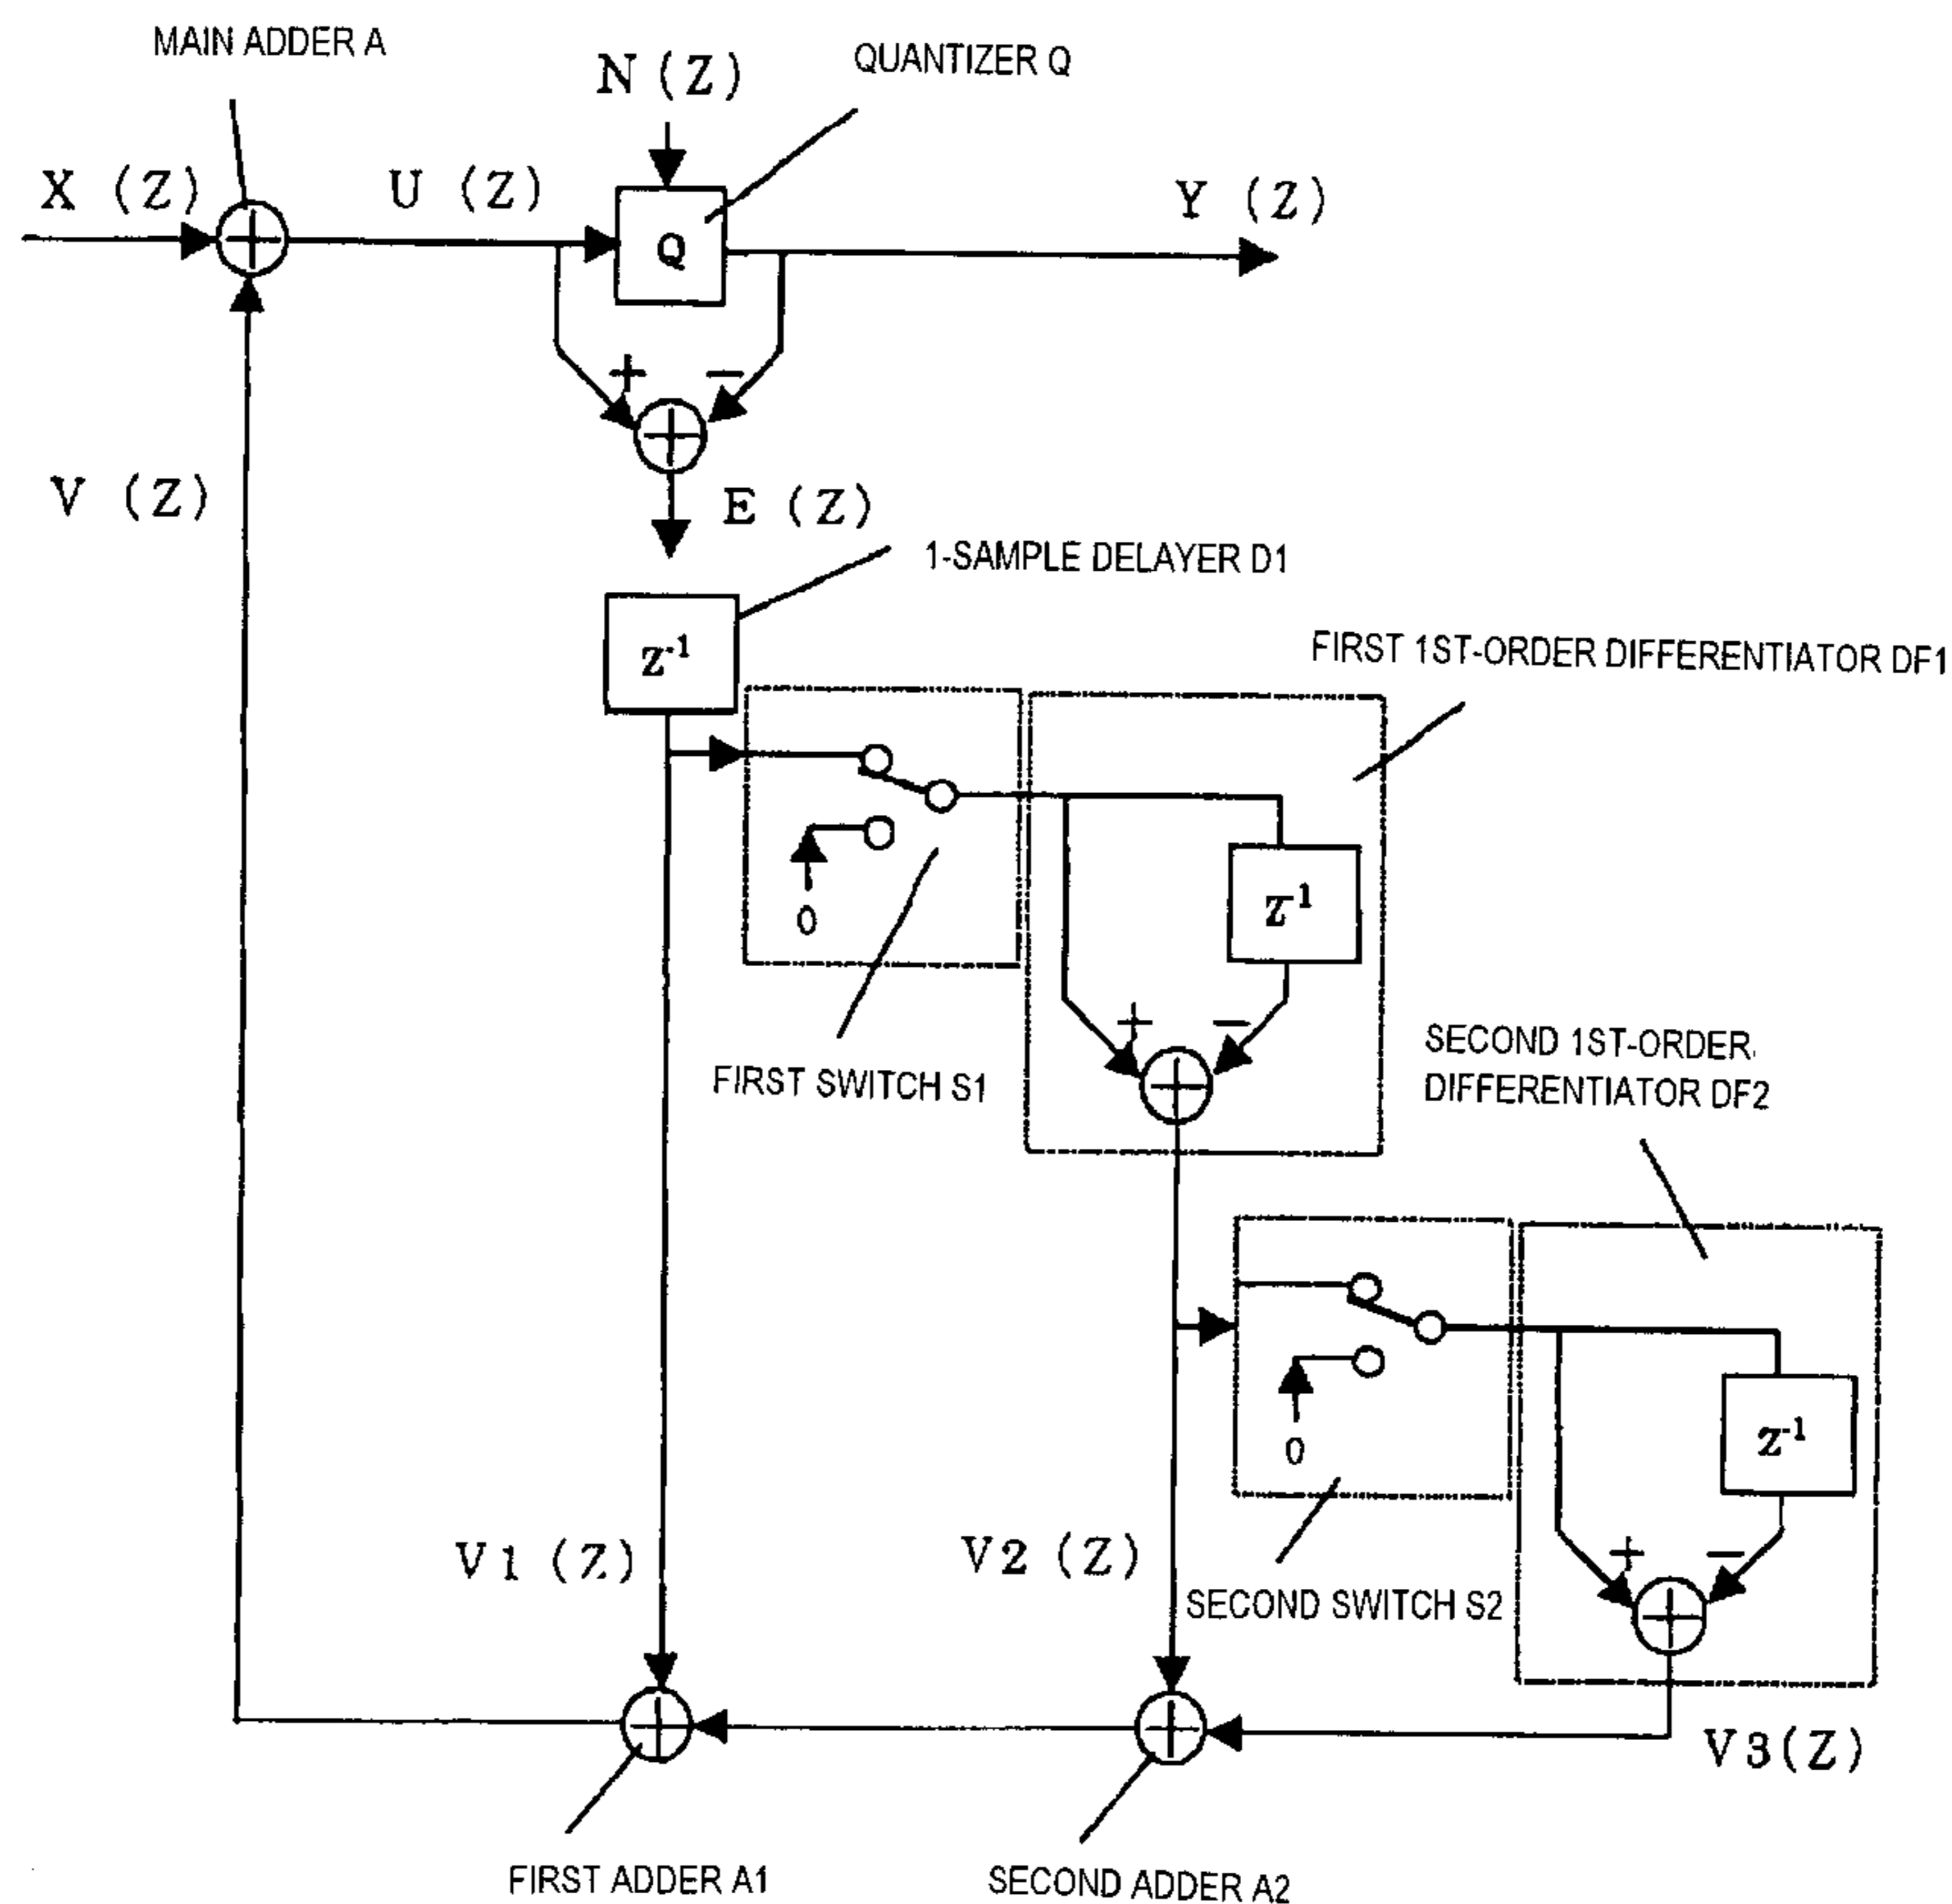 MAIN ADDER A
N (Z)
QUANTIZER Q
X (Z)
U (Z)
Y (Z)
Q
+
−
V (Z)
E (Z)
1-SAMPLE DELAYER D1
Z-1
FIRST 1ST-ORDER DIFFERENTIATOR DF1
0
Z-1
+
−
FIRST SWITCH S1
SECOND 1ST-ORDER
DIFFERENTIATOR DF2
0
Z-1
V1 (Z)
V2 (Z)
+
−
SECOND SWITCH S2
V3(Z)
FIRST ADDER A1
SECOND ADDER A2